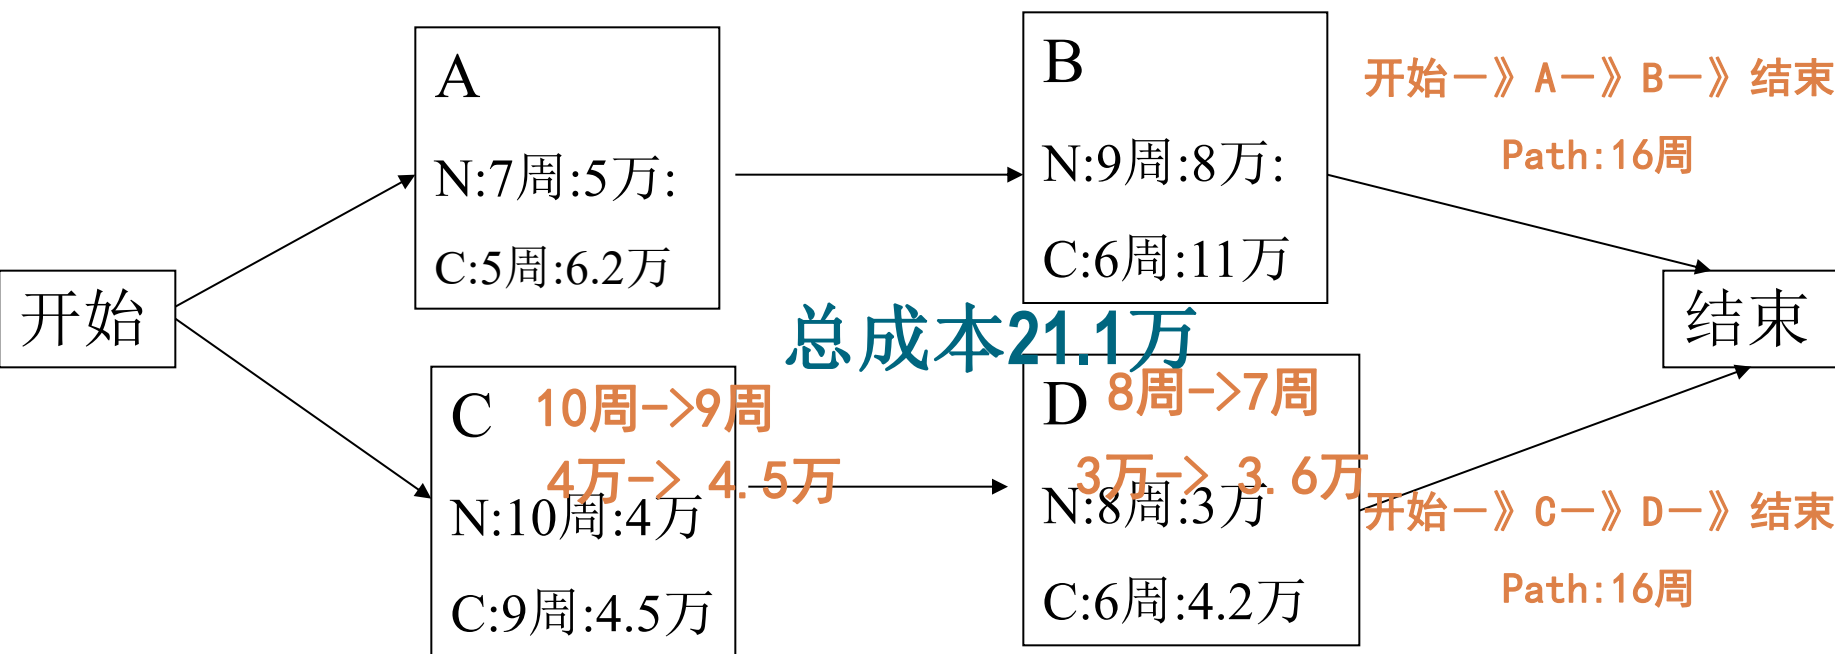 开始
A
N:7周:5万:
C:5周:6.2万
B
N:9周:8万:
C:6周:11万
开始—》A—》B—》结束
Path:16周
总成本21.1万
结束
C
10周->9周
4万-> 4.5万
N:10周:4万
C:9周:4.5万
D
8周->7周
3万-> 3.6万
N:8周:3万
C:6周:4.2万
开始—》C—》D—》结束
Path:16周